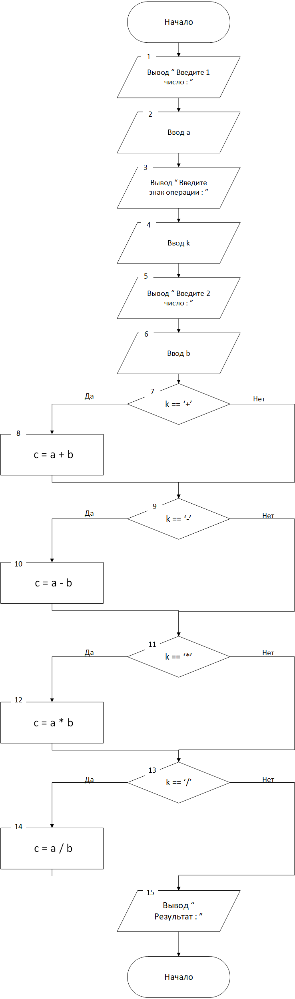 Начало
1
Вывод “ Введите 1
число : ”
2
Ввод a
3
Вывод “ Введите
знак операции : ”
4
Ввод k
5
Вывод “ Введите 2
число : ”
6
Ввод b
7
k == ‘+’
Да
Нет
8
c = a + b
9
k == ‘-’
Да
Нет
10
c = a - b
11
k == ‘*’
Да
Нет
12
c = a * b
13
k == ‘/’
Да
Нет
14
c = a / b
15
Вывод “
Результат : ”
Начало